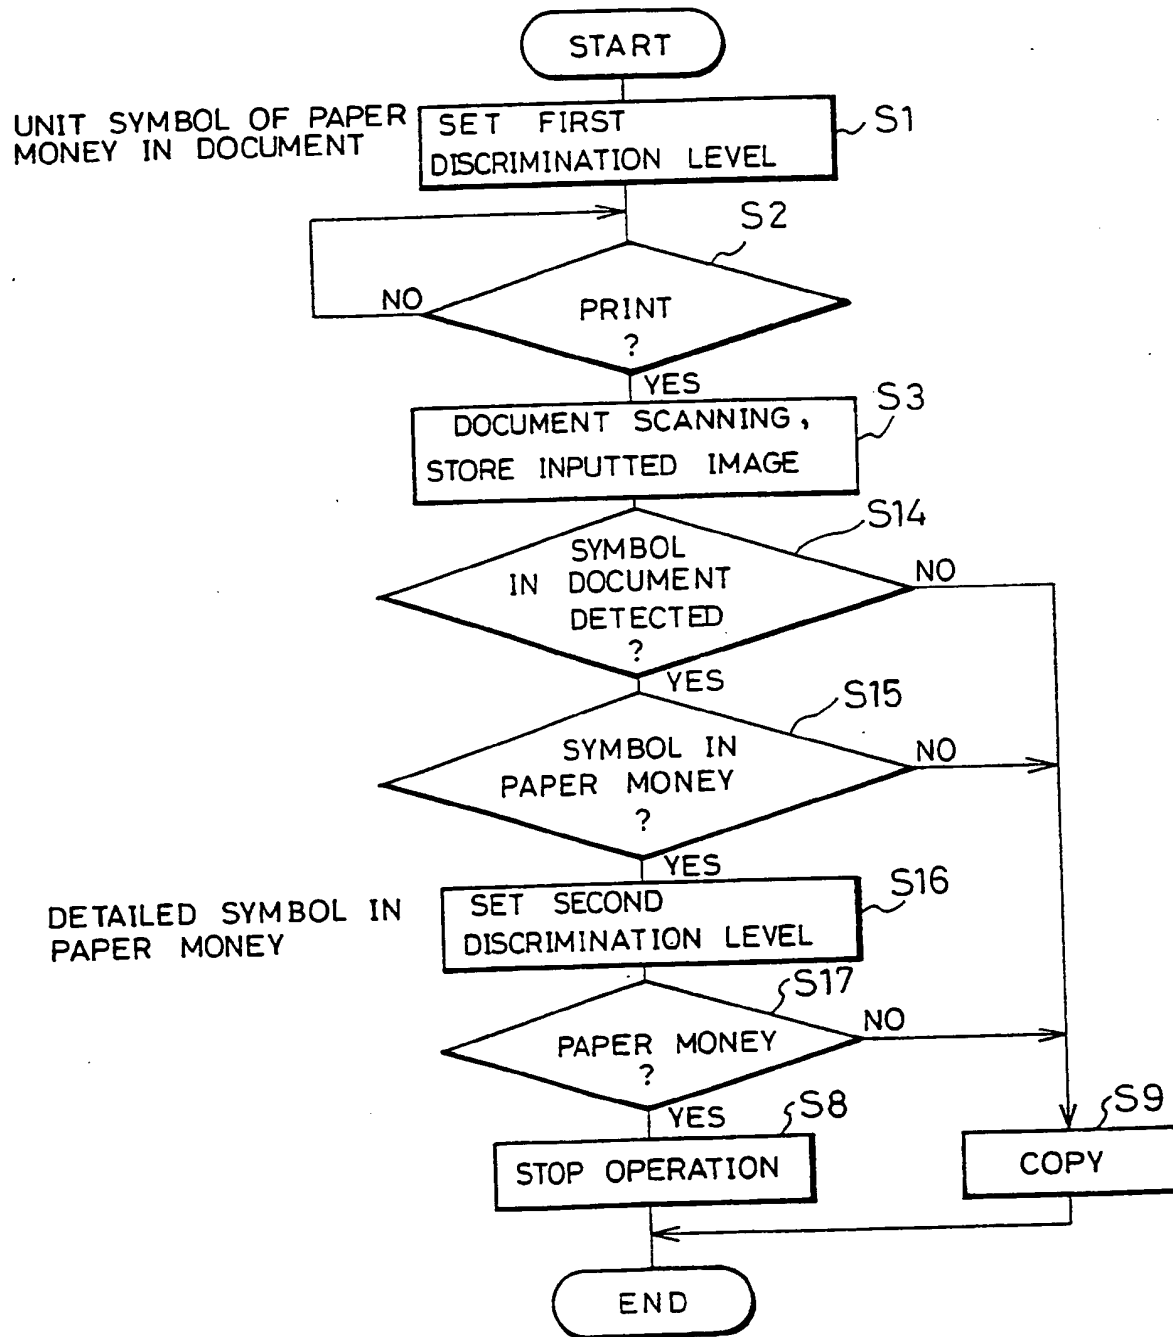 START
UNIT SYMBOL OF PAPER
MONEY IN DOCUMENT
SET FIRST
DISCRIMINATION LEVEL
S1
S2
NO
PRINT
?
YES
S3
DOCUMENT SCANNING,
STORE INPUTTED IMAGE
S14
SYMBOL
IN DOCUMENT
DETECTED
?
NO
YES
S15
SYMBOL IN
PAPER MONEY
?
NO
YES
DETAILED SYMBOL IN
PAPER MONEY
SET SECOND
DISCRIMINATION LEVEL
S16
S17
PAPER MONEY
?
NO
YES
S8
STOP OPERATION
S9
COPY
END